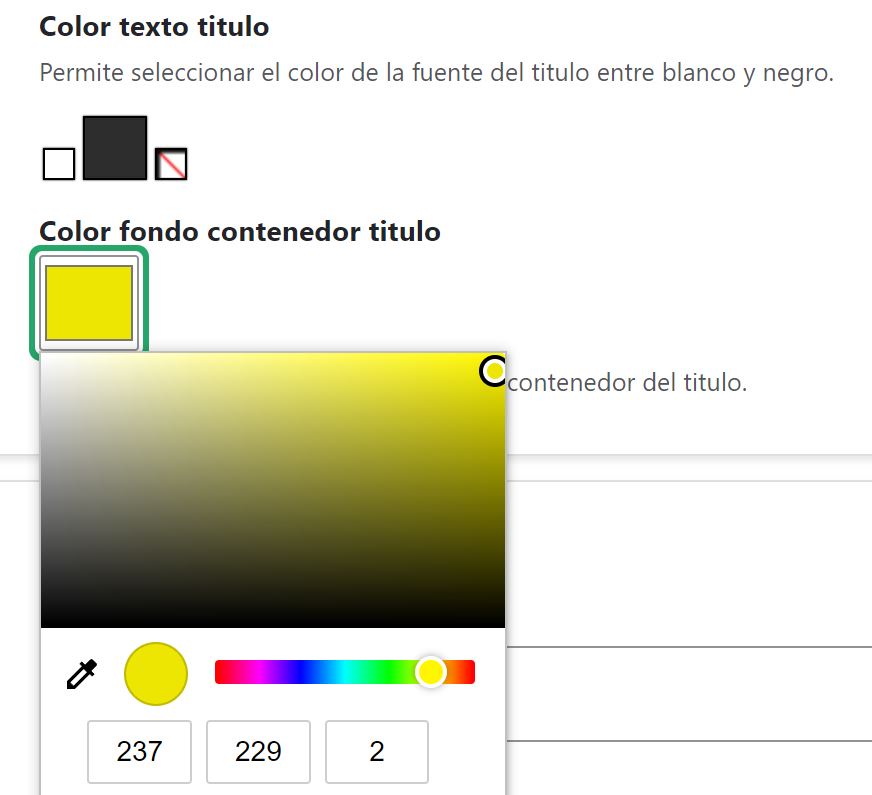 Color texto titulo
Permite seleccionar el color de la fuente del titulo entre blanco y negro.
Color fondo contenedor titulo
contenedor del titulo.
237 229 2